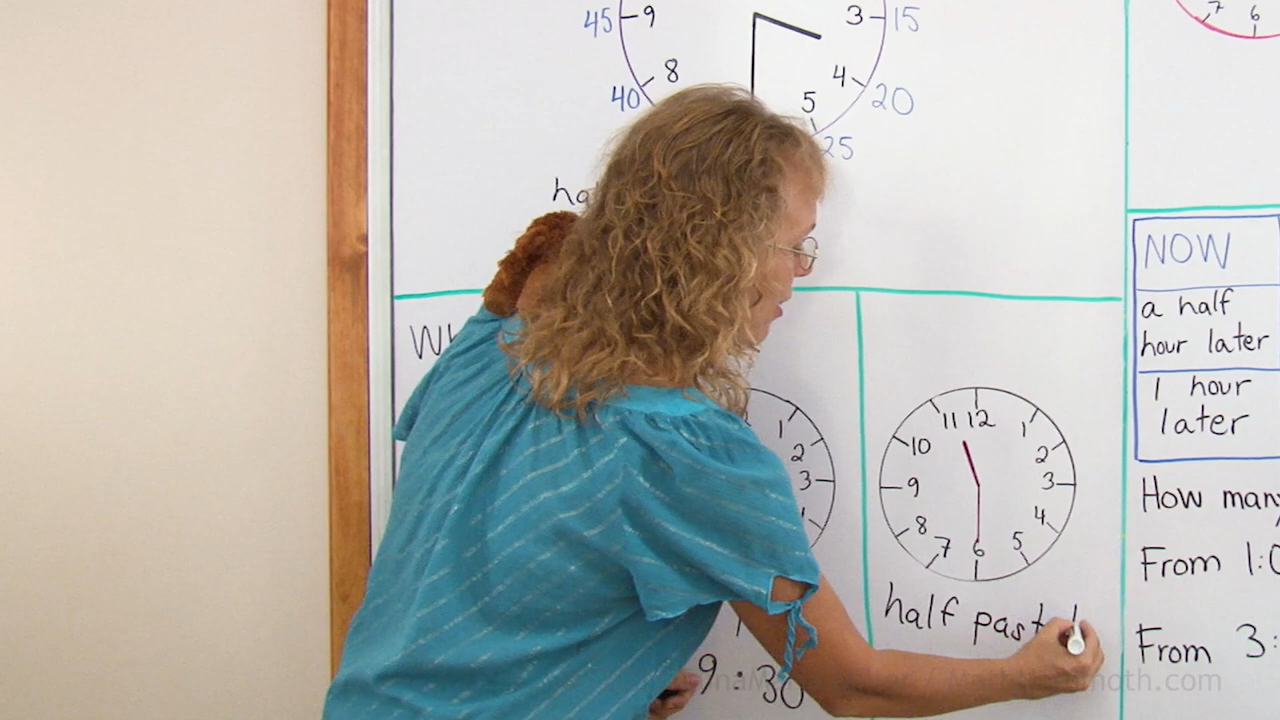 45 9 3 15
8 4
40 5 20
25
7 6
NOW
a half
hour later
1 hour
later
11 12 1
10 2
9 3
8 4
7 6 5
1
2
3
half past
9:30
How many
From
From 3: